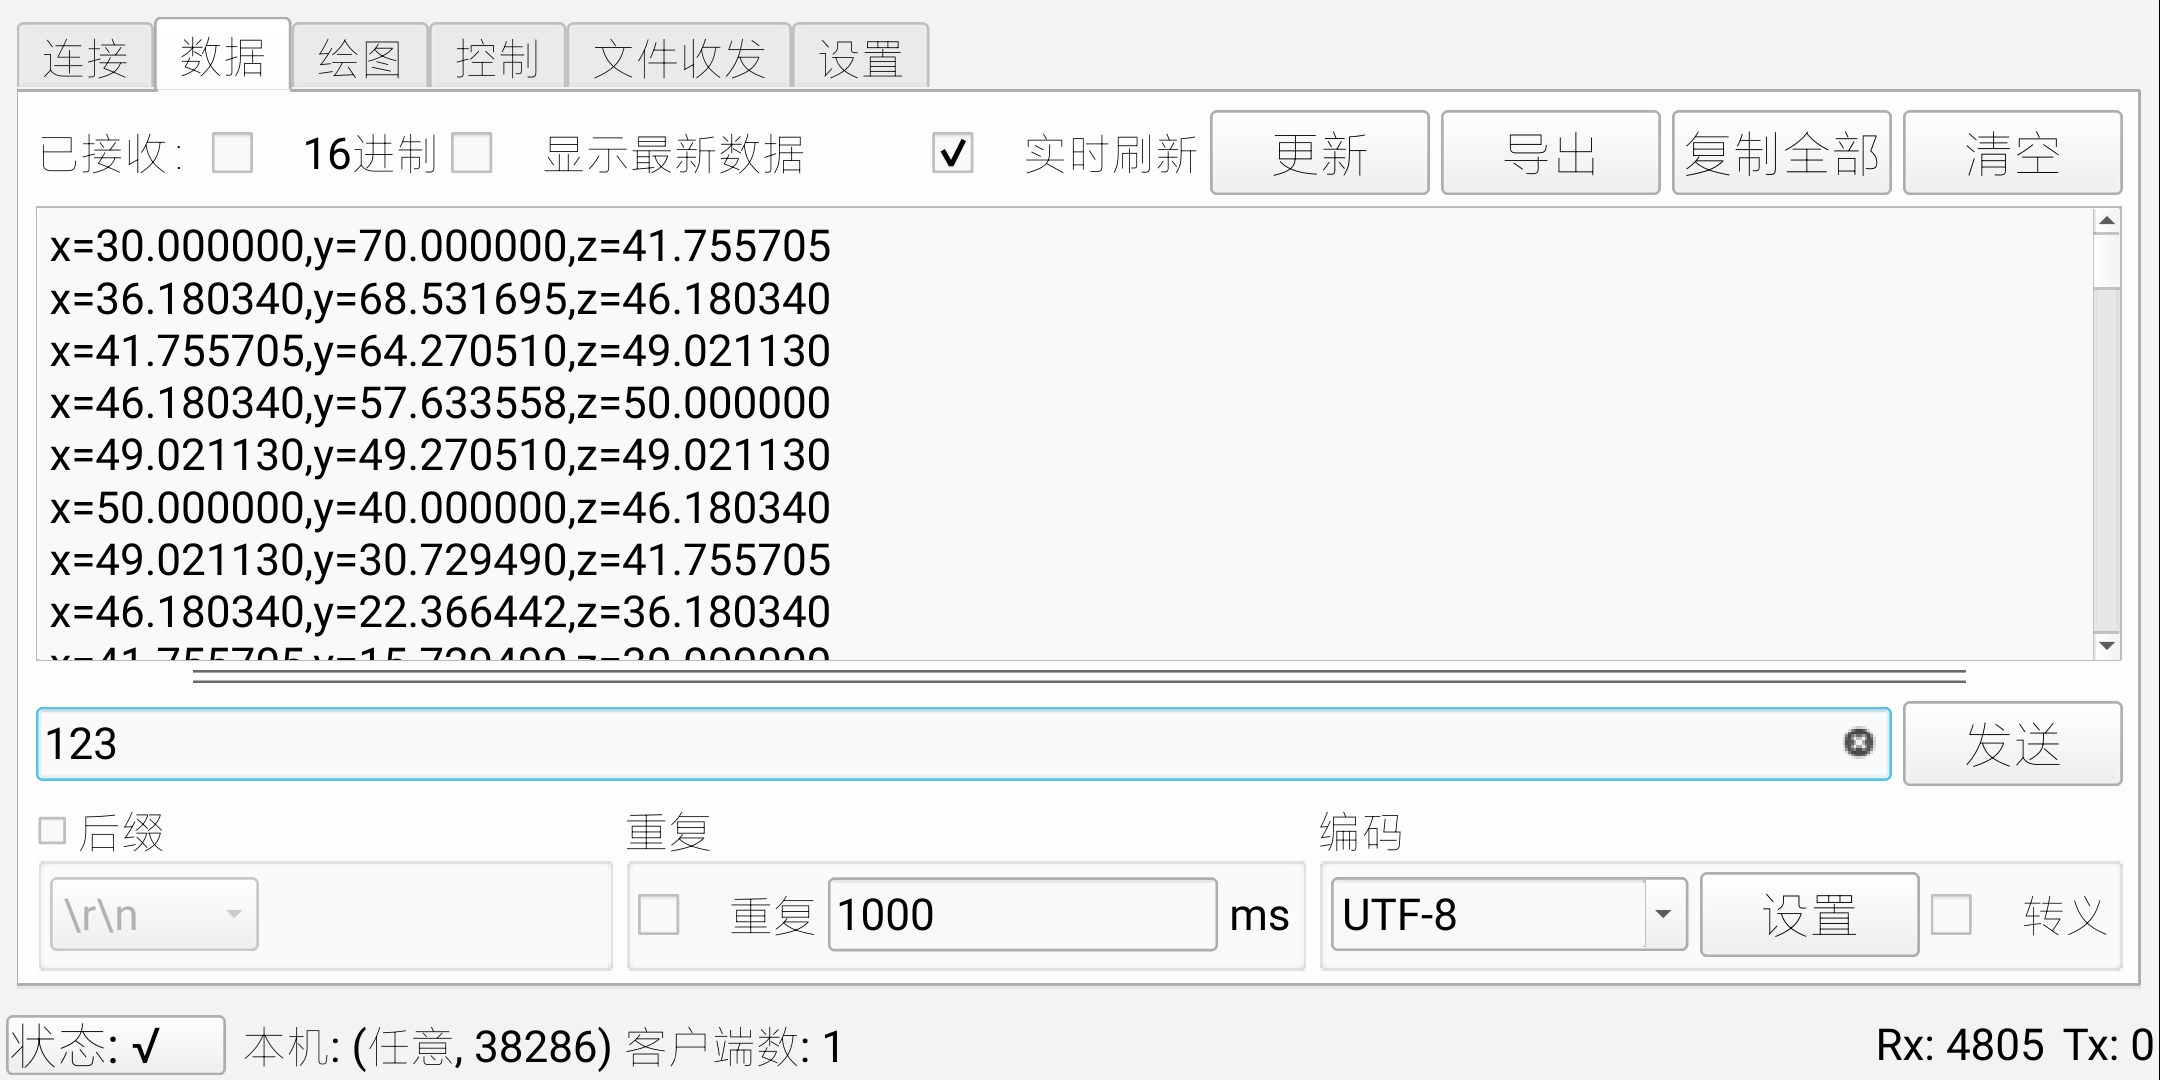 连接 数据 绘图 控制 文件收发 设置
已接收: 16进制 显示最新数据 实时刷新 更新 导出 复制全部 清空
x=30.000000,y=70.000000,z=41.755705
x=36.180340,y=68.531695,z=46.180340
x=41.755705,y=64.270510,z=49.021130
x=46.180340,y=57.633558,z=50.000000
x=49.021130,y=49.270510,z=49.021130
x=50.000000,y=40.000000,z=46.180340
x=49.021130,y=30.729490,z=41.755705
x=46.180340,y=22.366442,z=36.180340
x=41.755705,y=15.729490,z=30.000000
123 发送
后缀 重复 编码
\r\n 重复 1000 ms UTF-8 设置 转义
状态: √ 本机: (任意, 38286) 客户端数: 1 Rx: 4805 Tx: 0